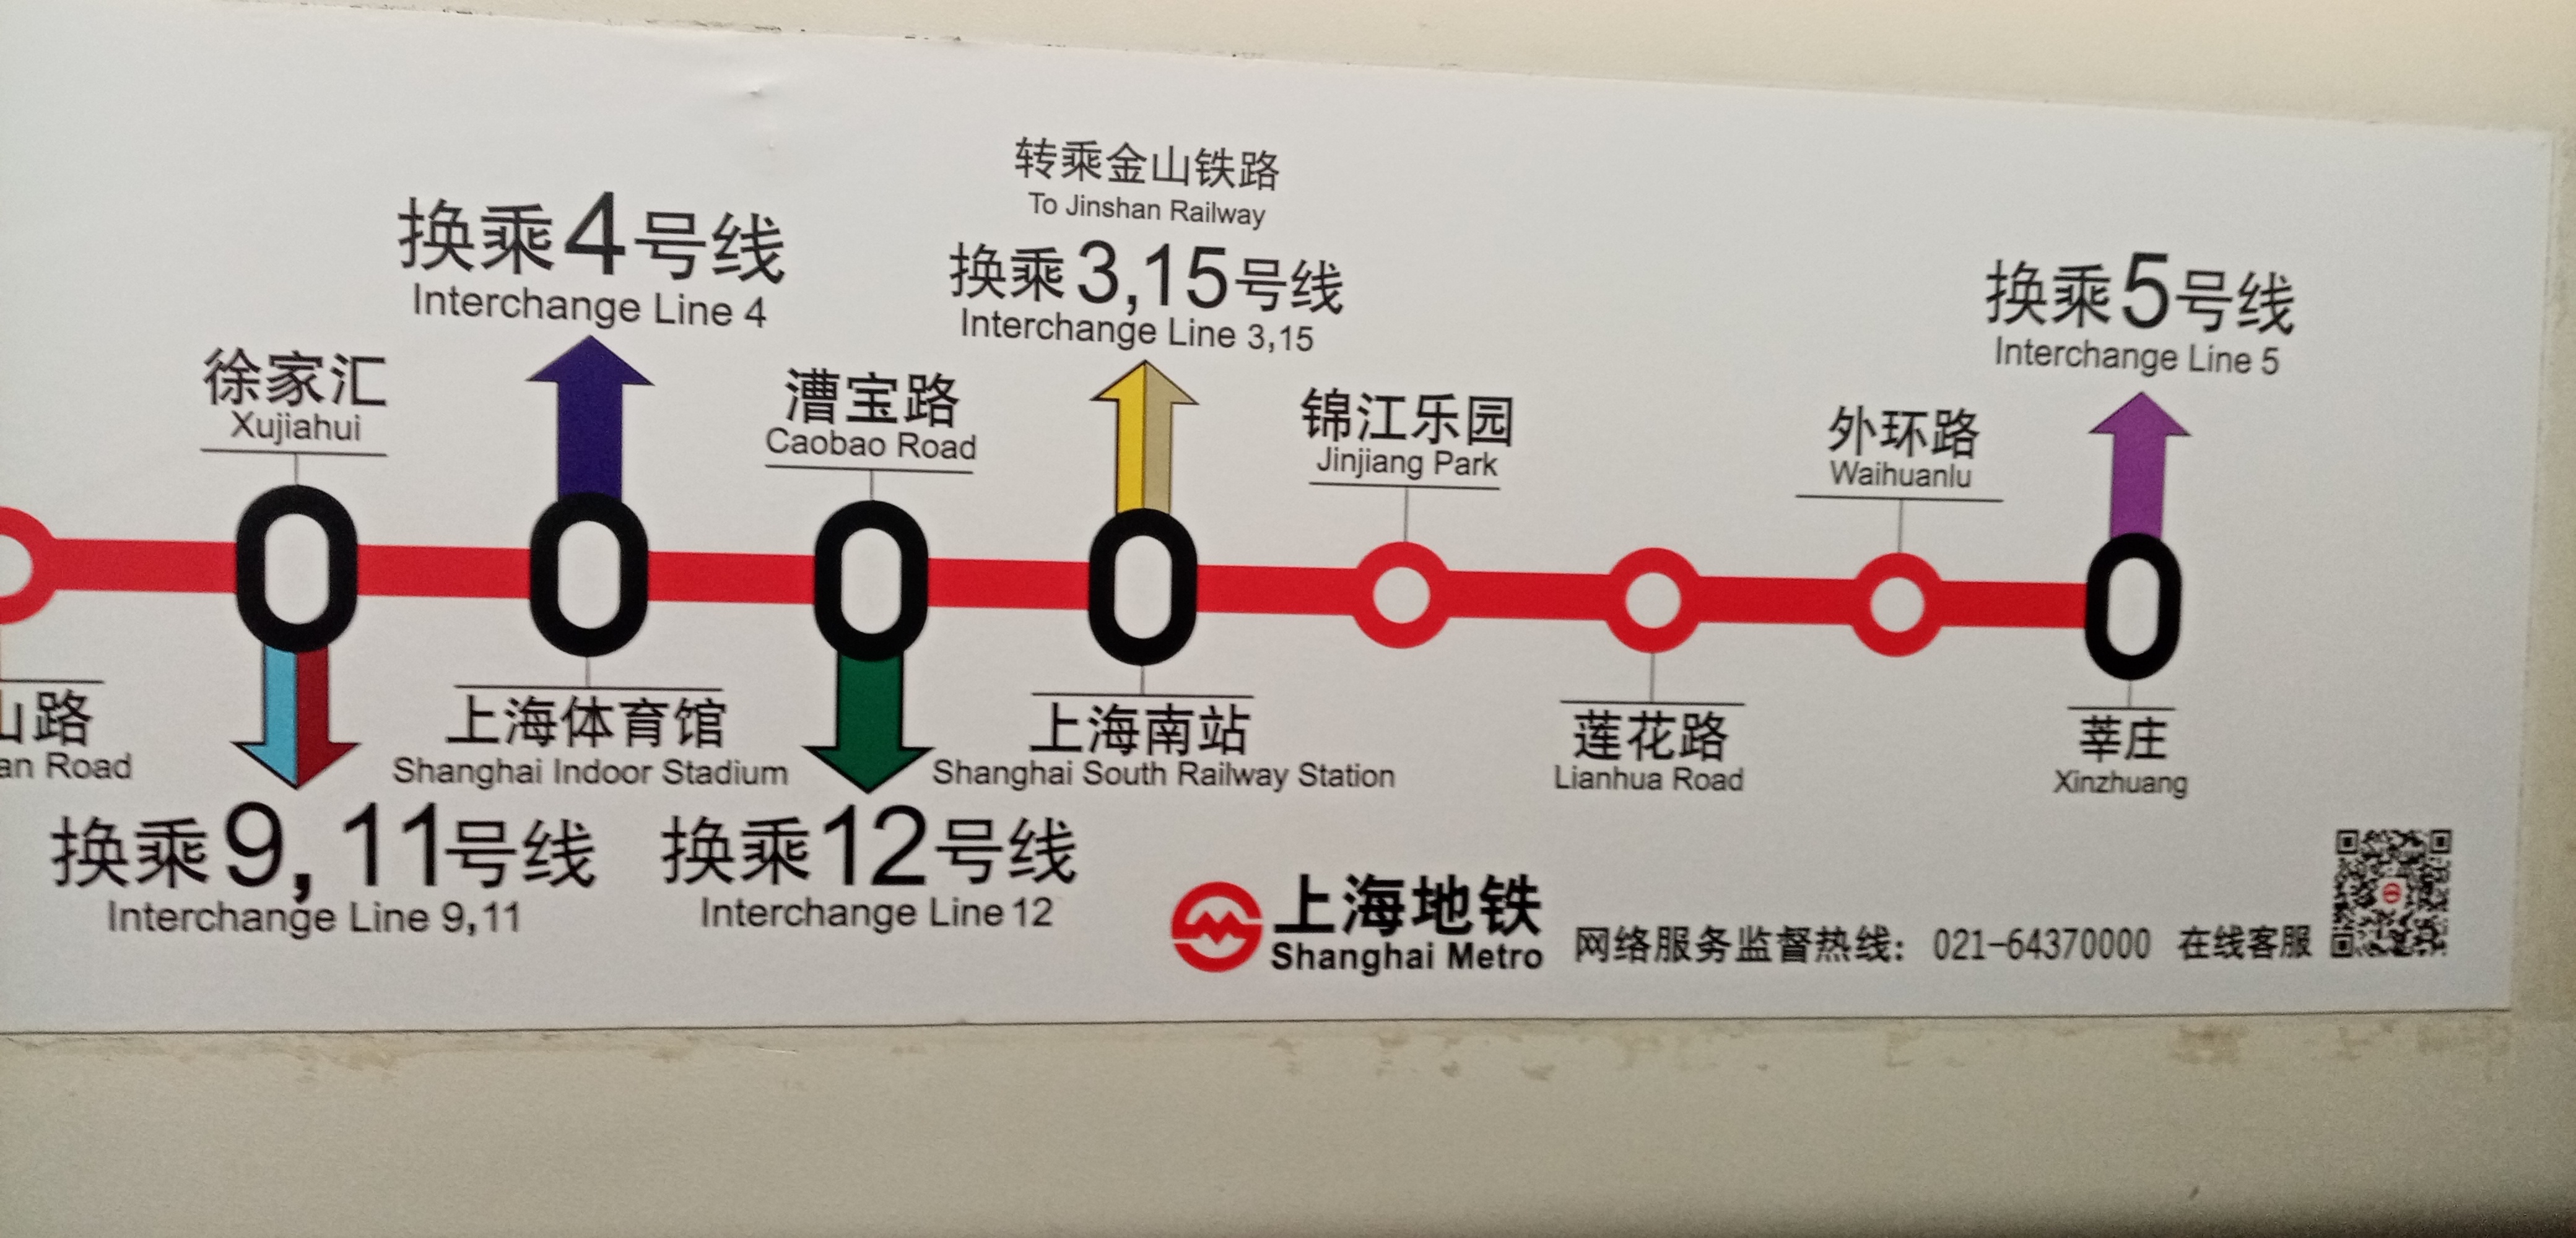 转乘金山铁路
To Jinshan Railway
换乘4号线
Interchange Line 4
换乘3,15号线
Interchange Line 3,15
换乘5号线
Interchange Line 5
徐家汇
Xujiahui
漕宝路
Caobao Road
锦江乐园
Jinjiang Park
外环路
Waihuanlu
路
an Road
上海体育馆
Shanghai Indoor Stadium
上海南站
Shanghai South Railway Station
莲花路
Lianhua Road
莘庄
Xinzhuang
换乘9, 11号线
Interchange Line 9,11
换乘12号线
Interchange Line 12
上海地铁
Shanghai Metro
网络服务监督热线: 021-64370000 在线客服